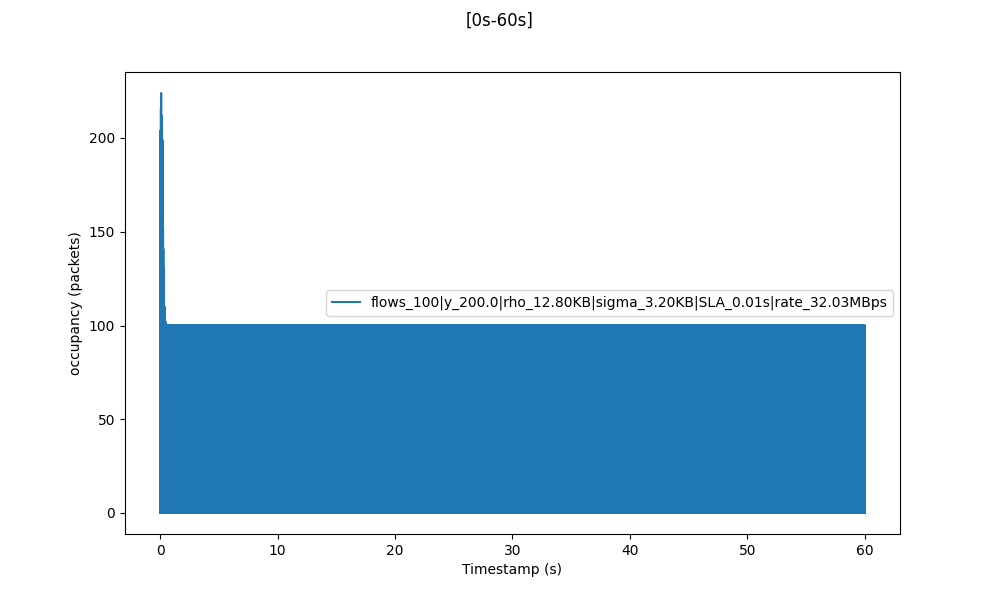 [0s-60s]
200
150
100
50
0
occupancy (packets)
flows_100|y_200.0|rho_12.80KB|sigma_3.20KB|SLA_0.01s|rate_32.03MBps
0 10 20 30 40 50 60
Timestamp (s)